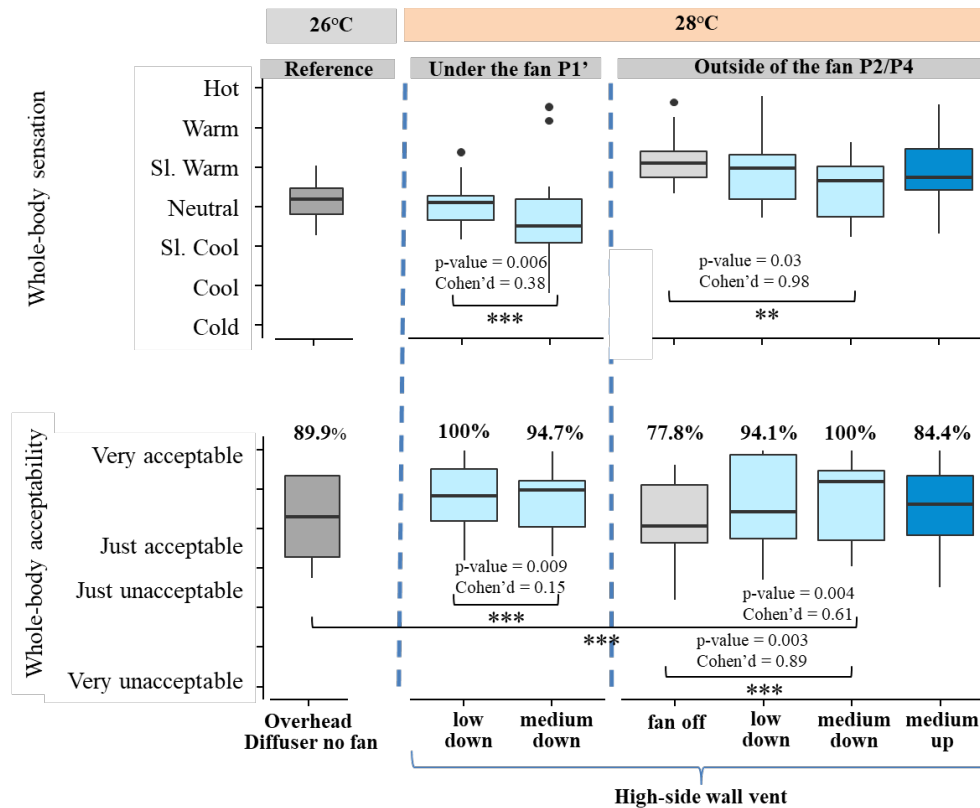 26°C
28°C
Reference
Under the fan P1’
Outside of the fan P2/P4
Whole-body sensation
Hot
Warm
Sl. Warm
Neutral
Sl. Cool
Cool
Cold
p-value = 0.006
Cohen’d = 0.38
***
p-value = 0.03
Cohen’d = 0.98
**
Whole-body acceptability
89.9%
100%
94.7%
77.8%
94.1%
100%
84.4%
Very acceptable
Just acceptable
Just unacceptable
Very unacceptable
p-value = 0.009
Cohen’d = 0.15
***
p-value = 0.004
Cohen’d = 0.61
***
p-value = 0.003
Cohen’d = 0.89
***
Overhead
Diffuser no fan
low
down
medium
down
fan off
low
down
medium
down
medium
up
High-side wall vent